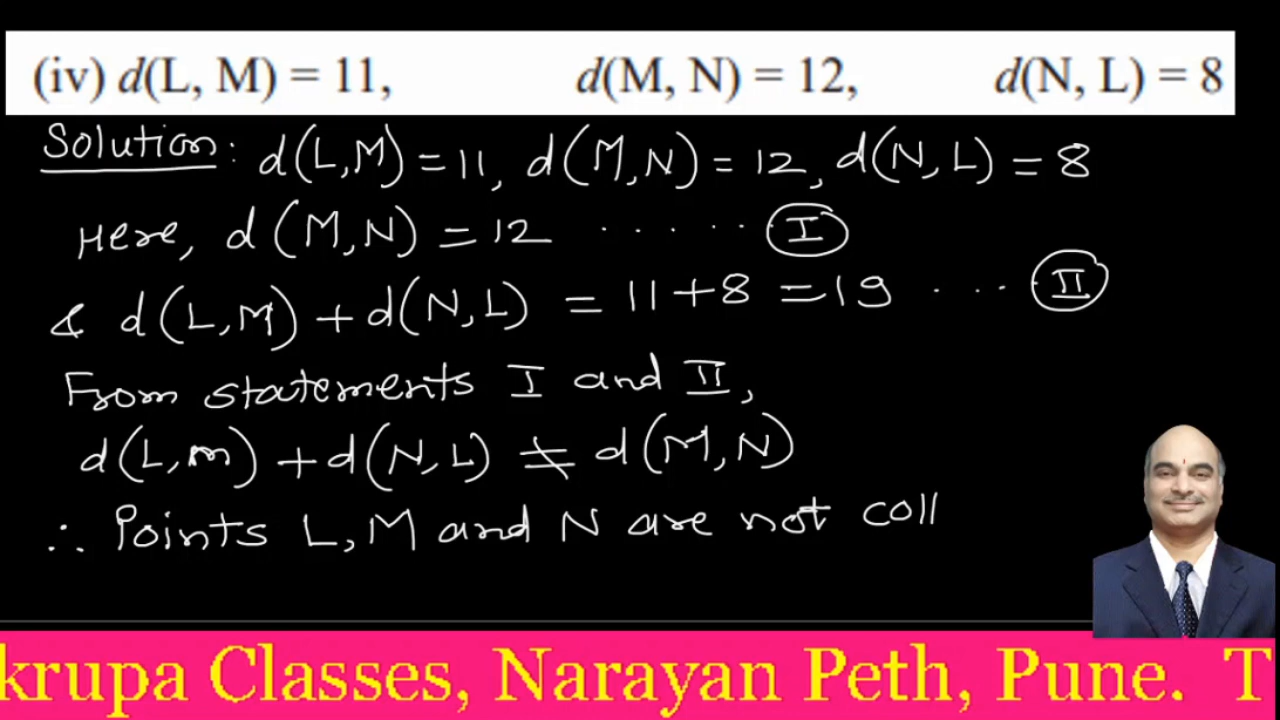 (iv) d(L, M) = 11, d(M, N) = 12, d(N, L) = 8
Solution: d(L,M) = 11, d(M,N) = 12, d(N,L) = 8
Here, d(M,N) = 12 ...... I
& d(L,M) + d(N,L) = 11+8 = 19 .... II
From statements I and II,
d(L,m) + d(N,L) ≠ d(M,N)
∴ Points L, M and N are not coll
krupa Classes, Narayan Peth, Pune. T